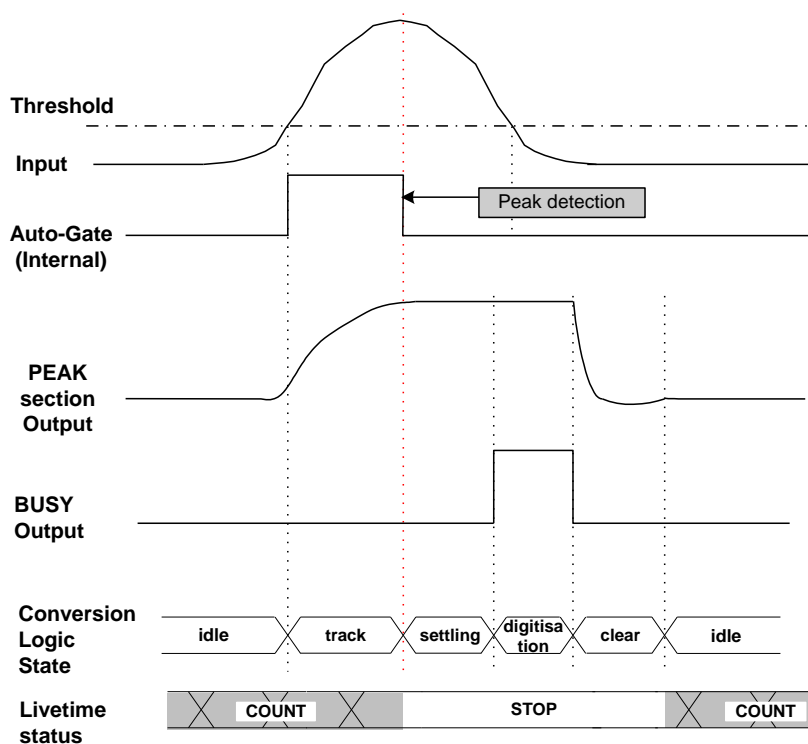 Threshold
Input
Peak detection
Auto-Gate
(Internal)
PEAK
section
Output
BUSY
Output
Conversion
Logic
State
idle
track
settling
digitisa
tion
clear
idle
Livetime
status
COUNT
STOP
COUNT